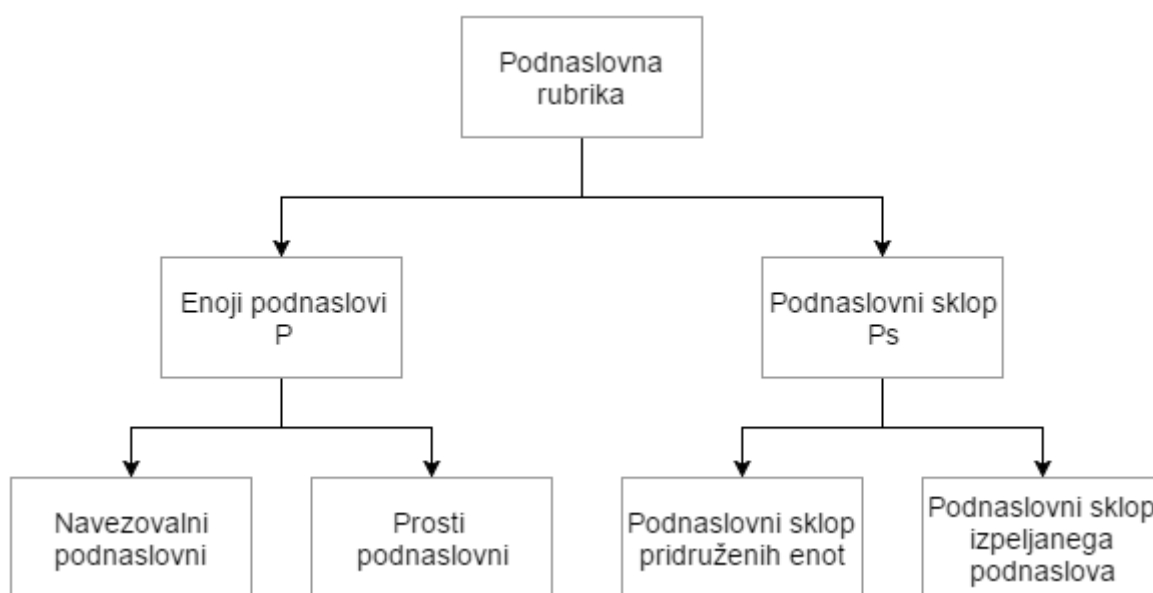 Podnaslovna
rubrika
Enoji podnaslovi
P
Podnaslovni sklop
Ps
Navezovalni
podnaslovni
Prosti
podnaslovni
Podnaslovni sklop
pridruženih enot
Podnaslovni sklop
izpeljanega
podnaslova